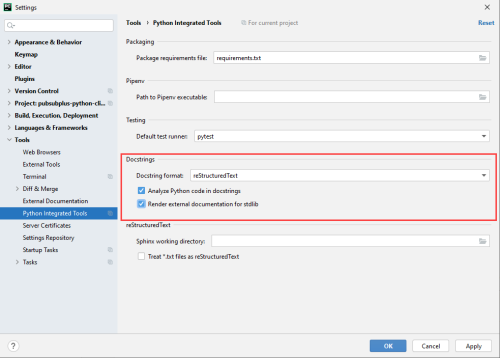 Settings
Tools › Python Integrated Tools
For current project
Reset
Appearance & Behavior
Keymap
Editor
Plugins
Version Control
Project: pubsubplus-python-cli...
Build, Execution, Deployment
Languages & Frameworks
Tools
Web Browsers
External Tools
Terminal
Diff & Merge
External Documentation
Python Integrated Tools
Server Certificates
Settings Repository
Startup Tasks
Tasks
Packaging
Package requirements file: requirements.txt
Pipenv
Path to Pipenv executable:
Testing
Default test runner: pytest
Docstrings
Docstring format: reStructuredText
Analyze Python code in docstrings
Render external documentation for stdlib
reStructuredText
Sphinx working directory:
Treat *.txt files as reStructuredText
?
OK
Cancel
Apply